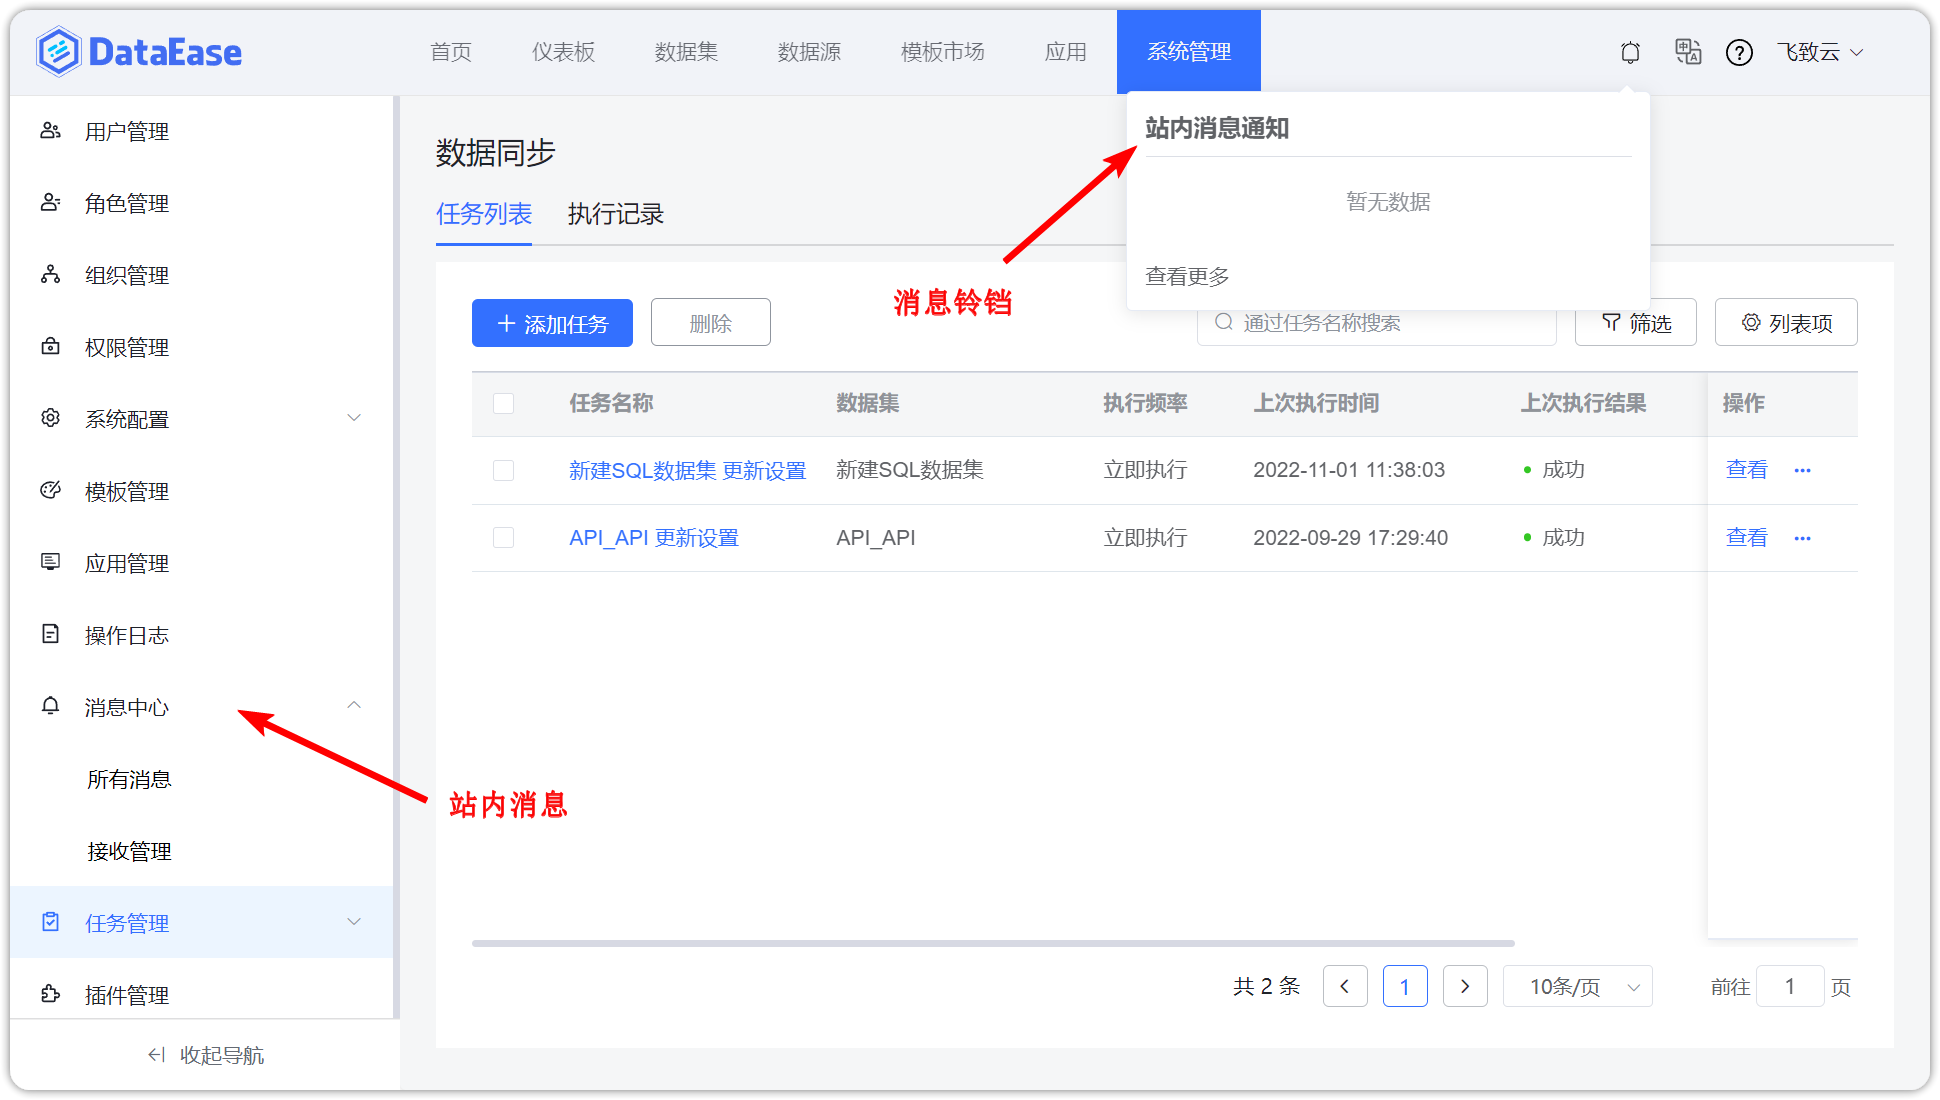 DataEase
首页 仪表板 数据集 数据源 模板市场 应用 系统管理 飞致云
用户管理
角色管理
组织管理
权限管理
系统配置
模板管理
应用管理
操作日志
消息中心
所有消息
接收管理
任务管理
插件管理
收起导航
数据同步
任务列表 执行记录
站内消息通知
暂无数据
查看更多
消息铃铛
站内消息
添加任务 删除 通过任务名称搜索 筛选 列表项
任务名称 数据集 执行频率 上次执行时间 上次执行结果 操作
新建SQL数据集 更新设置 新建SQL数据集 立即执行 2022-11-01 11:38:03 成功 查看 ···
API_API 更新设置 API_API 立即执行 2022-09-29 17:29:40 成功 查看 ···
共 2 条 < 1 > 10条/页 前往 1 页